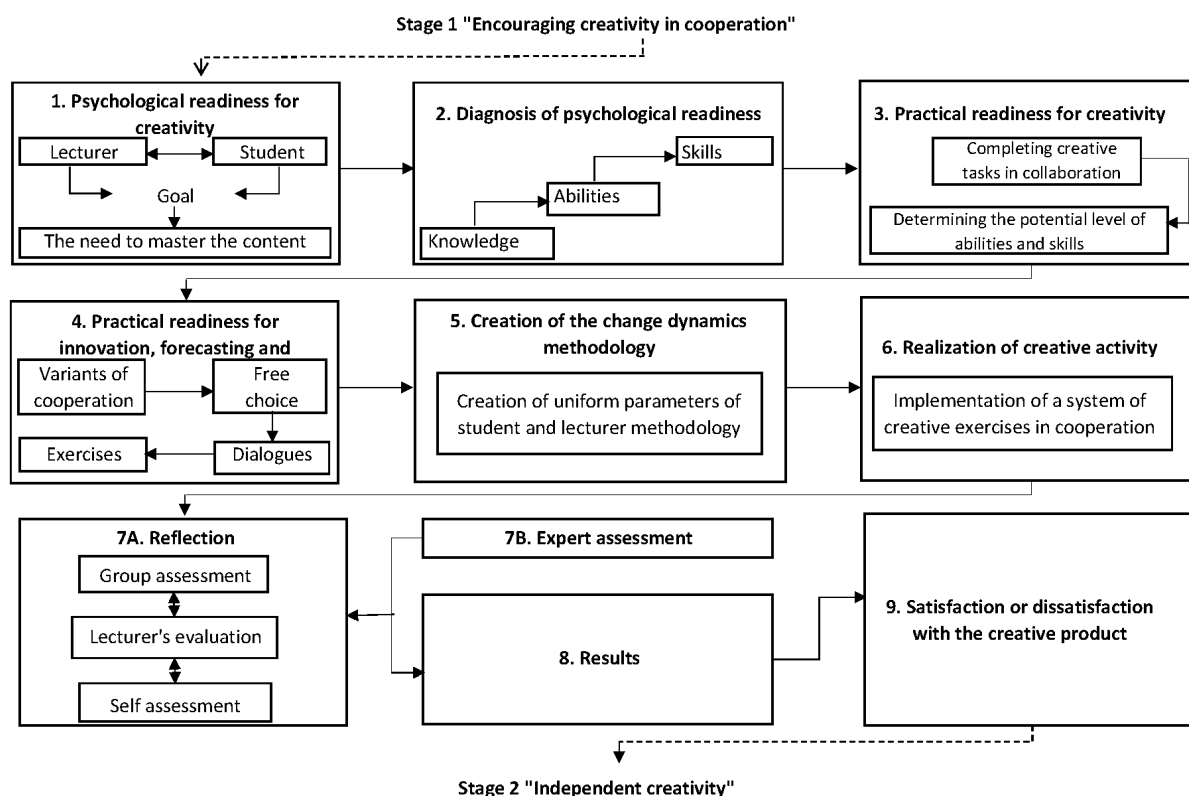 Stage 1 "Encouraging creativity in cooperation"
1. Psychological readiness for
creativity
Lecturer
Student
Goal
The need to master the content
2. Diagnosis of psychological readiness
Skills
Abilities
Knowledge
3. Practical readiness for creativity
Completing creative
tasks in collaboration
Determining the potential level of
abilities and skills
4. Practical readiness for
innovation, forecasting and
Variants of
cooperation
Free
choice
Exercises
Dialogues
5. Creation of the change dynamics
methodology
Creation of uniform parameters of
student and lecturer methodology
6. Realization of creative activity
Implementation of a system of
creative exercises in cooperation
7A. Reflection
Group assessment
Lecturer's evaluation
Self assessment
7B. Expert assessment
8. Results
9. Satisfaction or dissatisfaction
with the creative product
Stage 2 "Independent creativity"